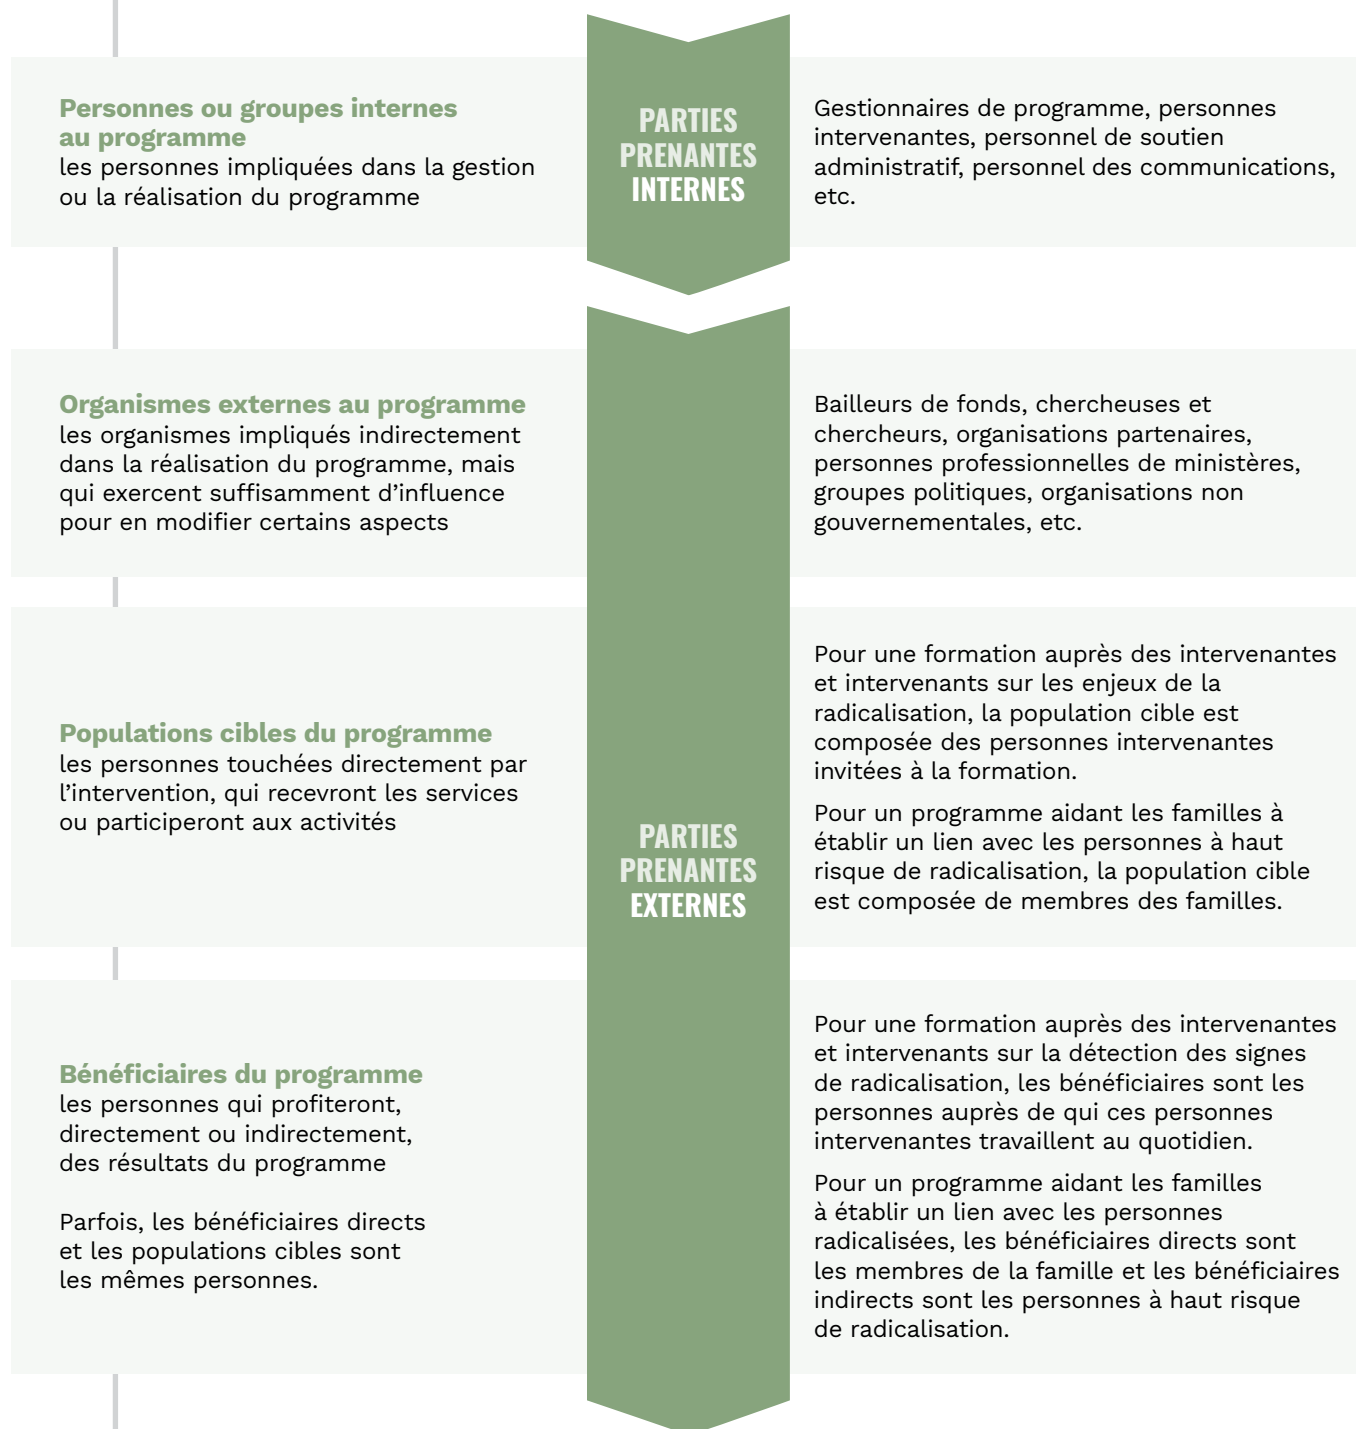 Personnes ou groupes internes
au programme
les personnes impliquées dans la gestion
ou la réalisation du programme
PARTIES
PRENANTES
INTERNES
Gestionnaires de programme, personnes
intervenantes, personnel de soutien
administratif, personnel des communications,
etc.
Organismes externes au programme
les organismes impliqués indirectement
dans la réalisation du programme, mais
qui exercent suffisamment d’influence
pour en modifier certains aspects
Bailleurs de fonds, chercheuses et
chercheurs, organisations partenaires,
personnes professionnelles de ministères,
groupes politiques, organisations non
gouvernementales, etc.
Populations cibles du programme
les personnes touchées directement par
l’intervention, qui recevront les services
ou participeront aux activités
PARTIES
PRENANTES
EXTERNES
Pour une formation auprès des intervenantes
et intervenants sur les enjeux de la
radicalisation, la population cible est
composée des personnes intervenantes
invitées à la formation.
Pour un programme aidant les familles à
établir un lien avec les personnes à haut
risque de radicalisation, la population cible
est composée de membres des familles.
Bénéficiaires du programme
les personnes qui profiteront,
directement ou indirectement,
des résultats du programme
Parfois, les bénéficiaires directs
et les populations cibles sont
les mêmes personnes.
Pour une formation auprès des intervenantes
et intervenants sur la détection des signes
de radicalisation, les bénéficiaires sont les
personnes auprès de qui ces personnes
intervenantes travaillent au quotidien.
Pour un programme aidant les familles
à établir un lien avec les personnes
radicalisées, les bénéficiaires directs sont
les membres de la famille et les bénéficiaires
indirects sont les personnes à haut risque
de radicalisation.